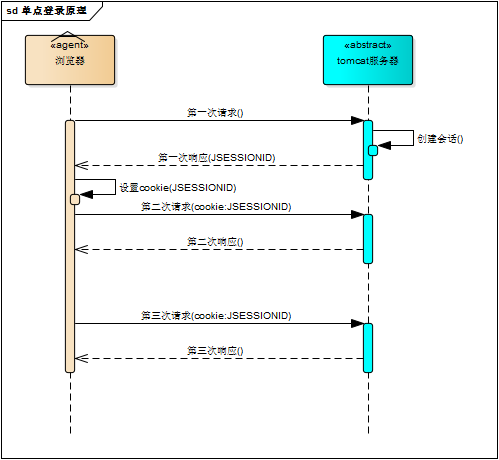 sd 单点登录原理
«agent»
浏览器
«abstract»
tomcat服务器
第一次请求()
创建会话()
第一次响应(JSESSIONID)
设置cookie(JSESSIONID)
第二次请求(cookie:JSESSIONID)
第二次响应()
第三次请求(cookie:JSESSIONID)
第三次响应()